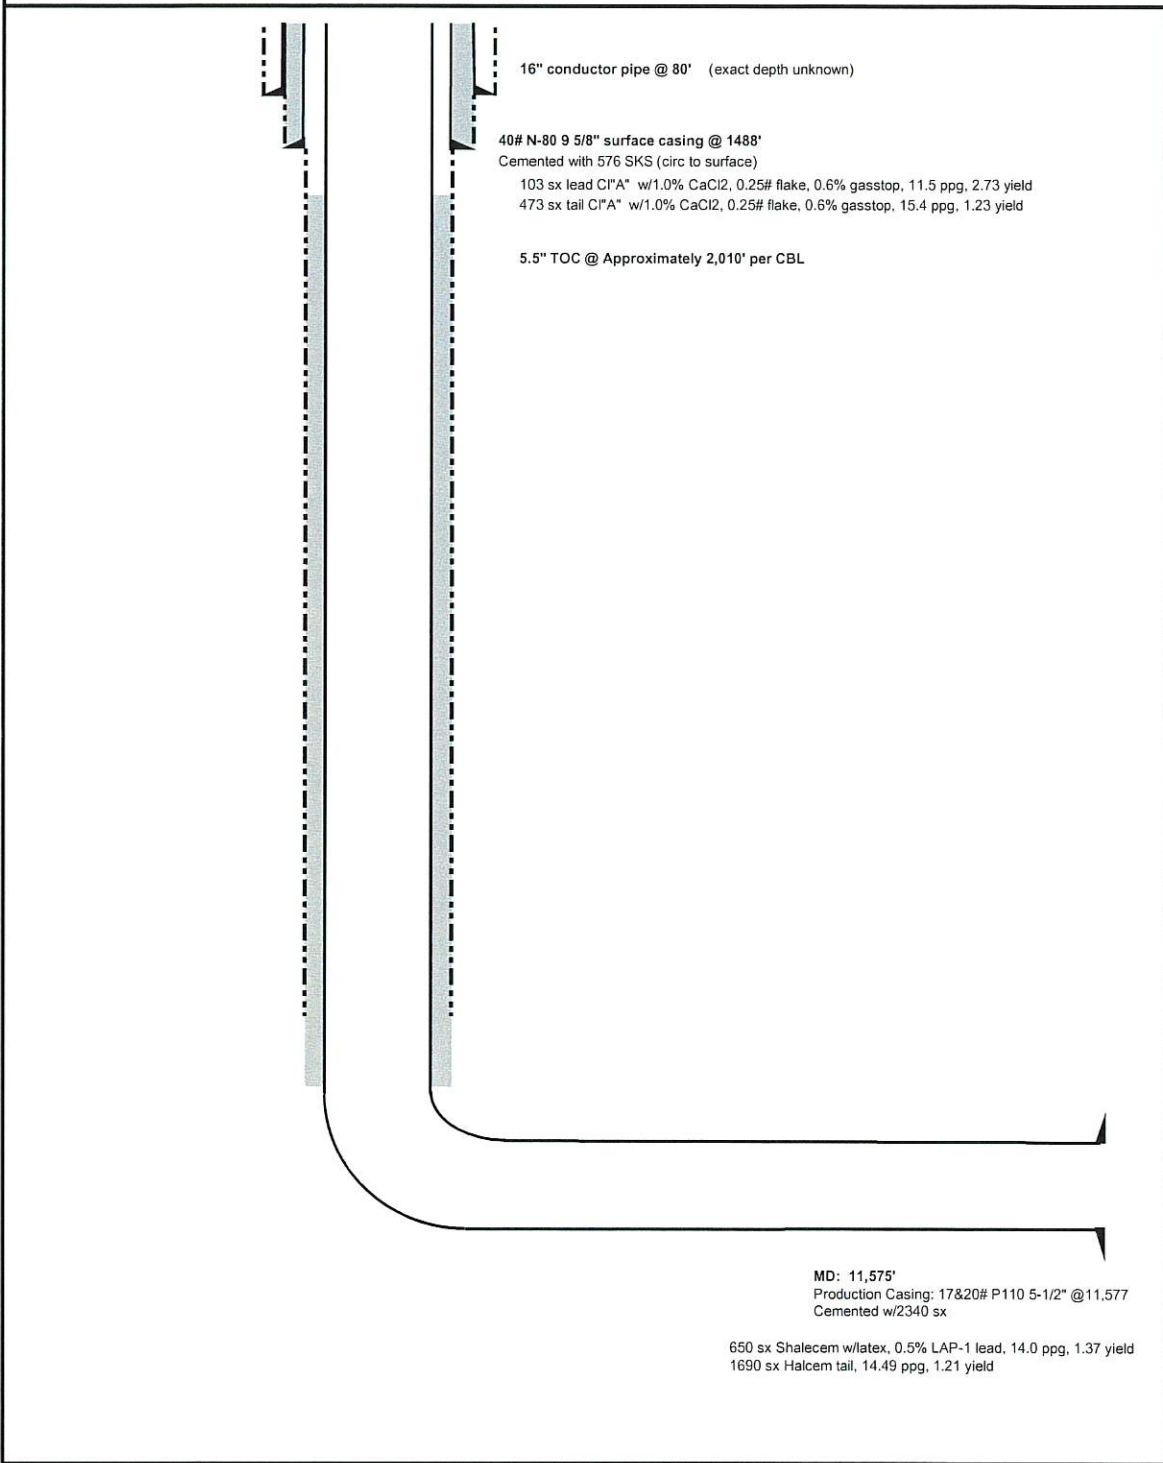 16" conductor pipe @ 80' (exact depth unknown)
40# N-80 9 5/8" surface casing @ 1488'
Cemented with 576 SKS (circ to surface)
103 sx lead Cl"A" w/1.0% CaCl2, 0.25# flake, 0.6% gasstop, 11.5 ppg, 2.73 yield
473 sx tail Cl"A" w/1.0% CaCl2, 0.25# flake, 0.6% gasstop, 15.4 ppg, 1.23 yield
5.5" TOC @ Approximately 2,010' per CBL
MD: 11,575'
Production Casing: 17&20# P110 5-1/2" @11,577
Cemented w/2340 sx
650 sx Shalecem w/latex, 0.5% LAP-1 lead, 14.0 ppg, 1.37 yield
1690 sx Halcem tail, 14.49 ppg, 1.21 yield